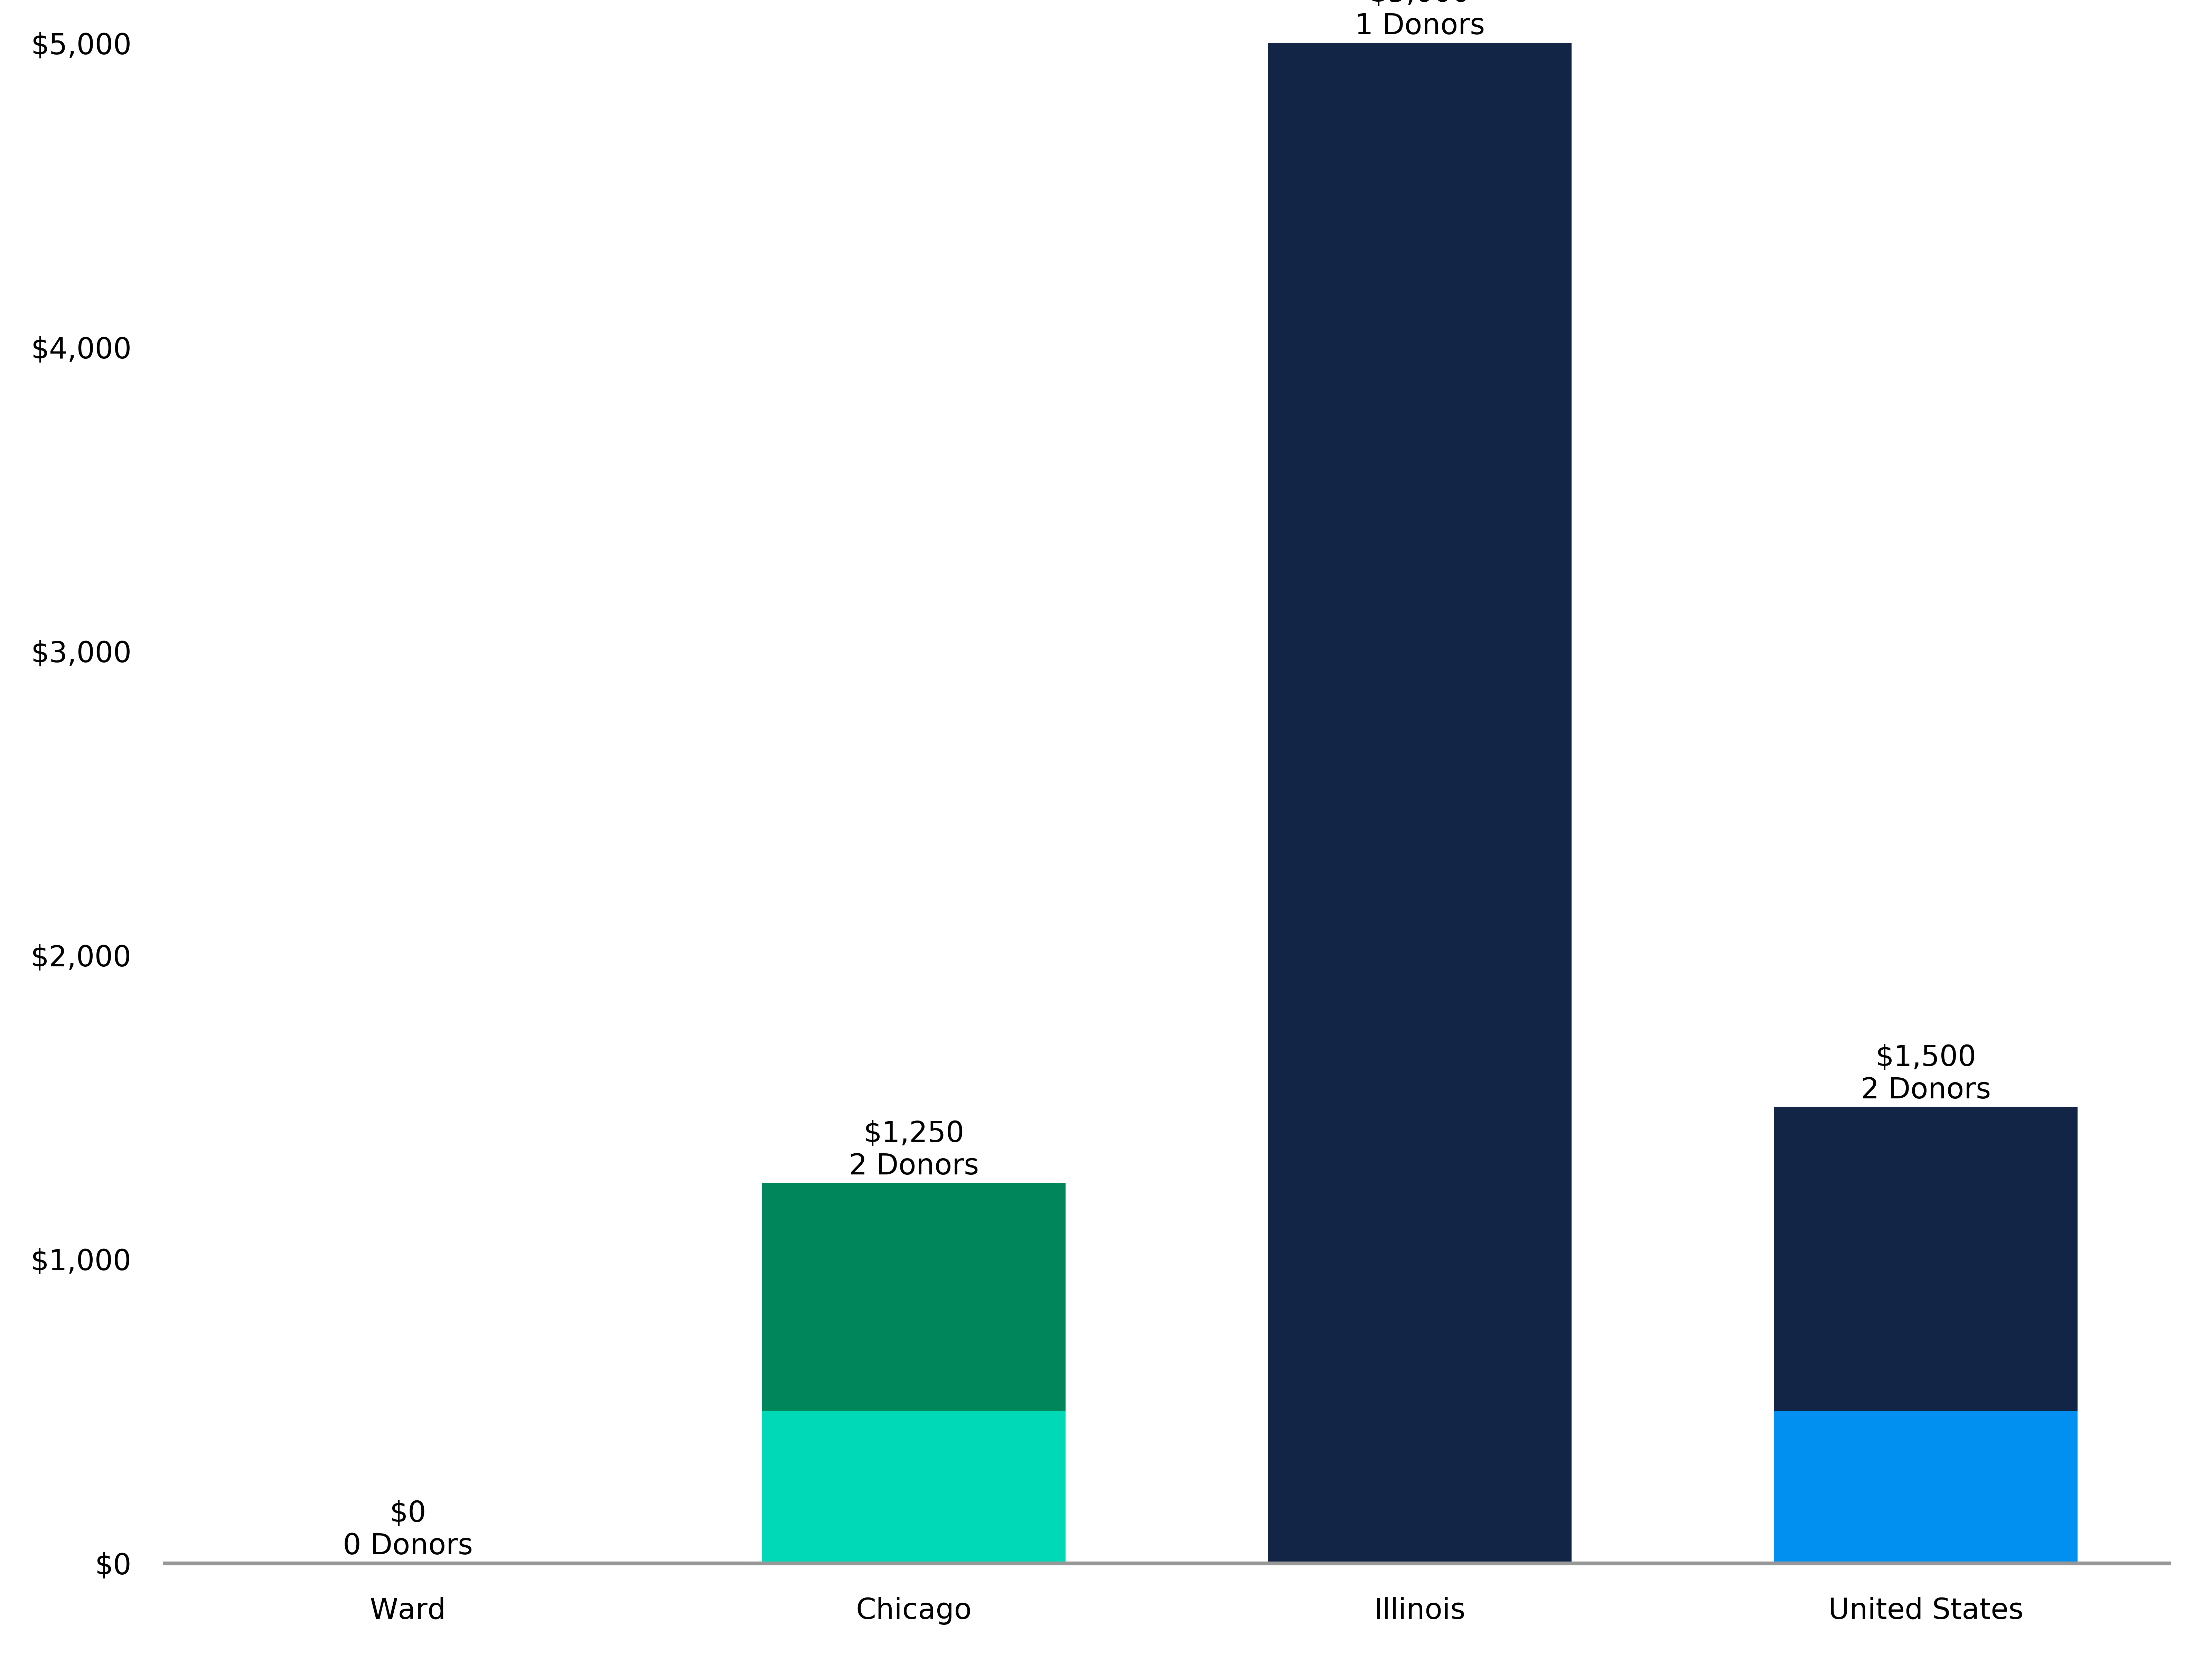 1 Donors
$5,000
$4,000
$3,000
$2,000
$1,500
2 Donors
$1,250
2 Donors
$1,000
$0
0 Donors
$0
Ward
Chicago
Illinois
United States